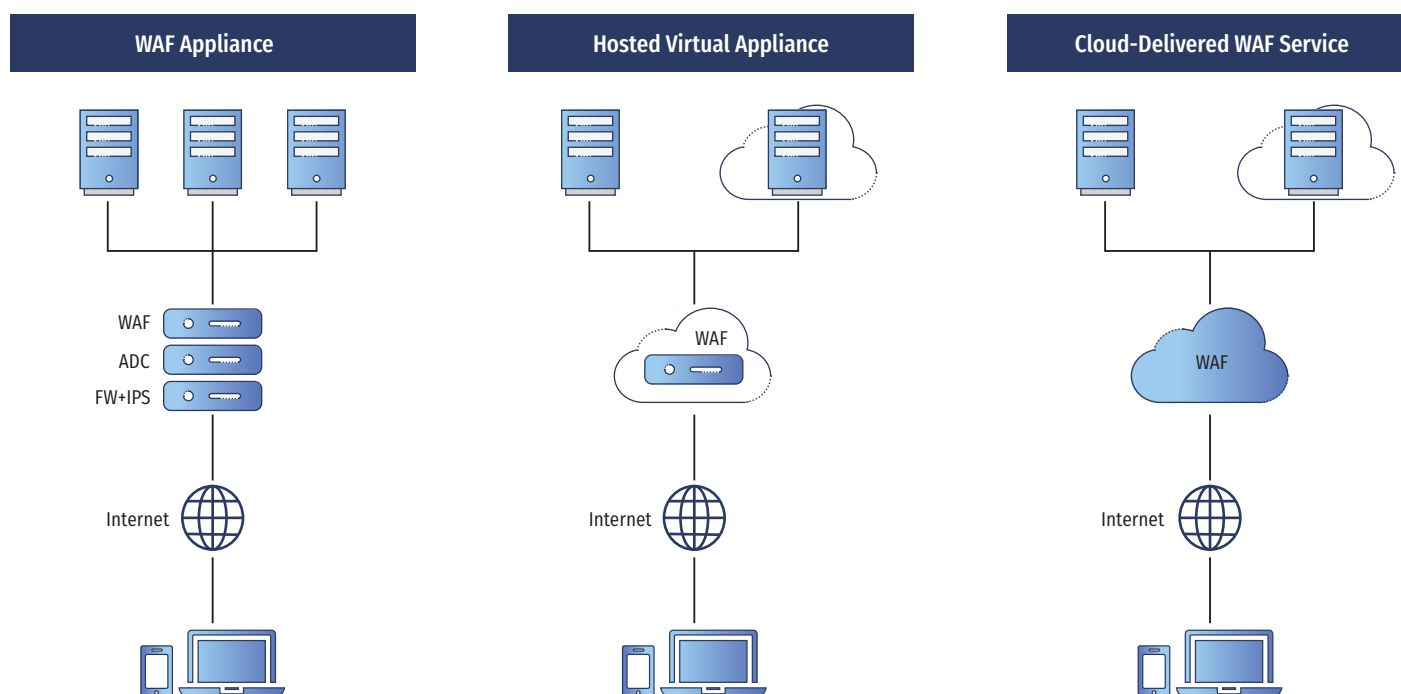 WAF Appliance
Hosted Virtual Appliance
Cloud-Delivered WAF Service
WAF
ADC
FW+IPS
WAF
WAF
Internet
Internet
Internet